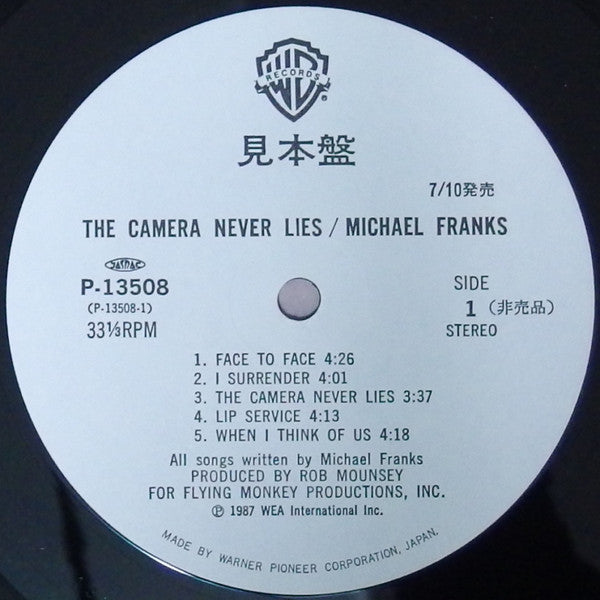 RECORDS
見本盤
7/10発売
THE CAMERA NEVER LIES / MICHAEL FRANKS
JASRAC
P-13508
(P-13508-1)
33⅓RPM
SIDE
1 (非売品)
STEREO
1. FACE TO FACE 4:26
2. I SURRENDER 4:01
3. THE CAMERA NEVER LIES 3:37
4. LIP SERVICE 4:13
5. WHEN I THINK OF US 4:18
All songs written by Michael Franks
PRODUCED BY ROB MOUNSEY
FOR FLYING MONKEY PRODUCTIONS, INC.
℗ 1987 WEA International Inc.
MADE BY WARNER PIONEER CORPORATION, JAPAN.